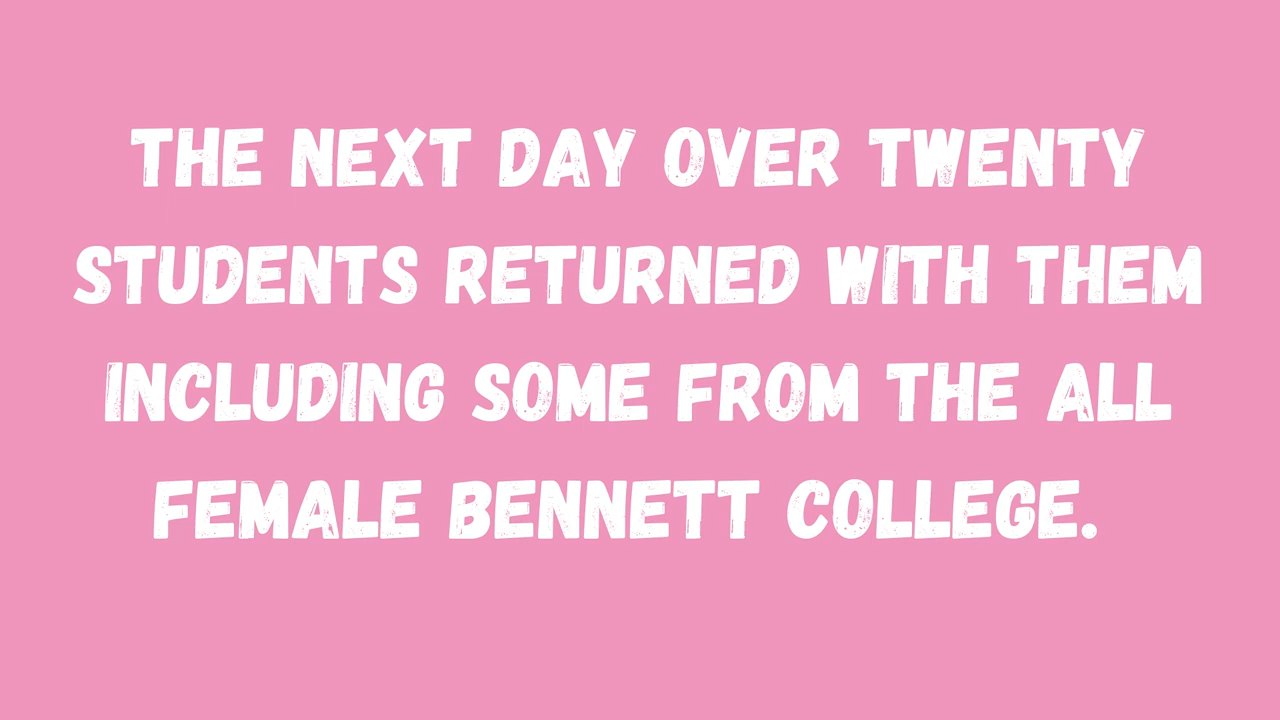 THE NEXT DAY OVER TWENTY
STUDENTS RETURNED WITH THEM
INCLUDING SOME FROM THE ALL
FEMALE BENNETT COLLEGE.